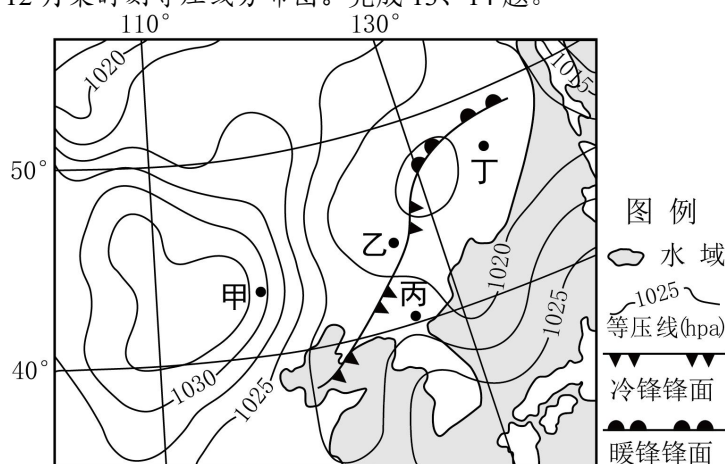 12月某时刻等压线分布图。完成13、14题。
110° 130°
1020
1015
50°
丁
乙
1020
甲
丙
1025
40°
1030
1025
图例
水域
1025
等压线(hpa)
冷锋锋面
暖锋锋面